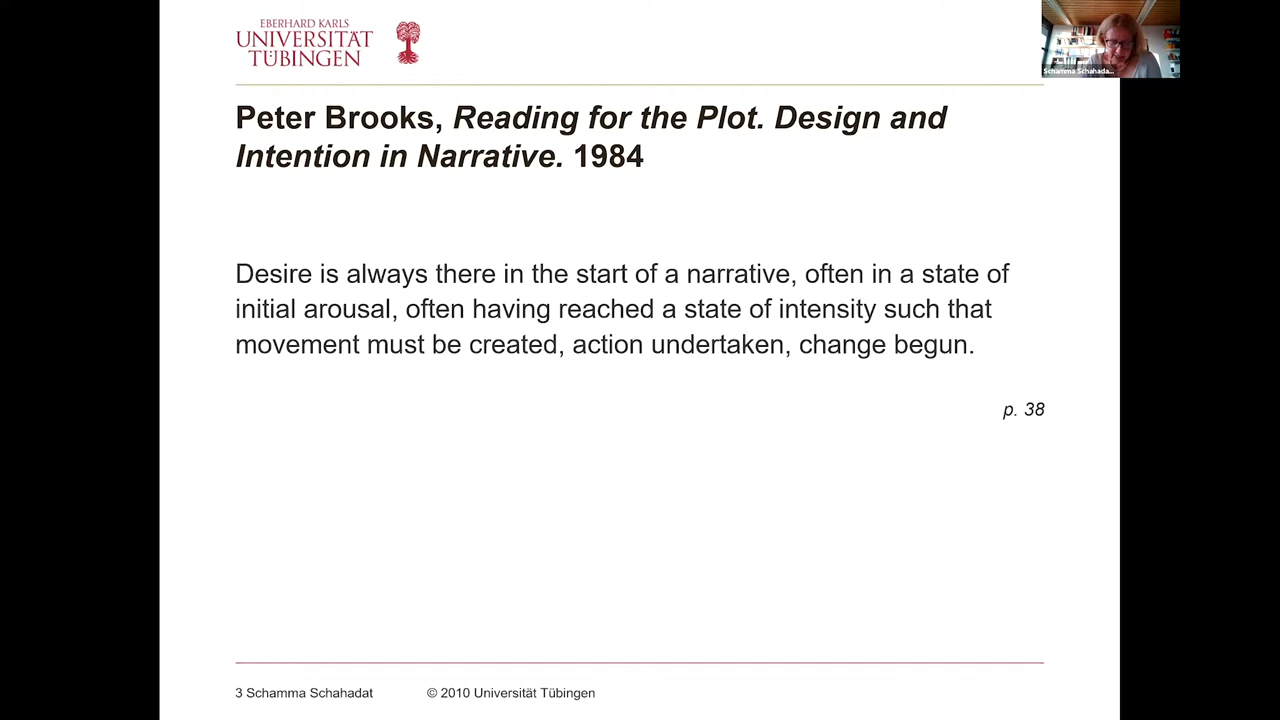 EBERHARD KARLS
UNIVERSITÄT
TÜBINGEN
Schamma Schahada...
Peter Brooks, Reading for the Plot. Design and
Intention in Narrative. 1984
Desire is always there in the start of a narrative, often in a state of
initial arousal, often having reached a state of intensity such that
movement must be created, action undertaken, change begun.
p. 38
3 Schamma Schahadat © 2010 Universität Tübingen